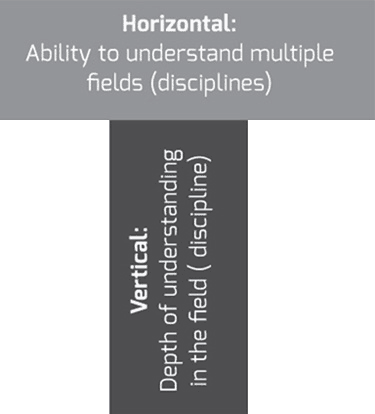 Horizontal:
Ability to understand multiple
fields (disciplines)
Vertical:
Depth of understanding
in the field ( discipline)